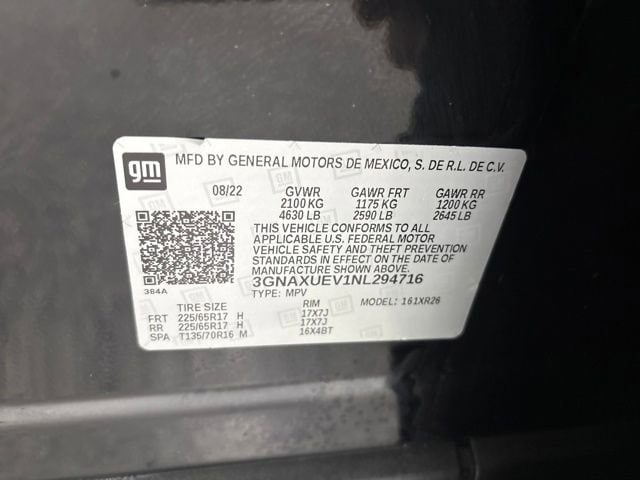 gm MFD BY GENERAL MOTORS DE MEXICO, S. DE R.L. DE C.V.
08/22 GVWR GAWR FRT GAWR RR
2100 KG 1175 KG 1200 KG
4630 LB 2590 LB 2645 LB
THIS VEHICLE CONFORMS TO ALL
APPLICABLE U.S. FEDERAL MOTOR
VEHICLE SAFETY AND THEFT PREVENTION
STANDARDS IN EFFECT ON THE DATE OF
MANUFACTURE SHOWN ABOVE.
384A 3GNAXUEV1NL294716
TYPE: MPV MODEL: 161XR26
TIRE SIZE RIM
FRT 225/65R17 H 17X7J
RR 225/65R17 H 17X7J
SPA T135/70R16 M 16X4BT